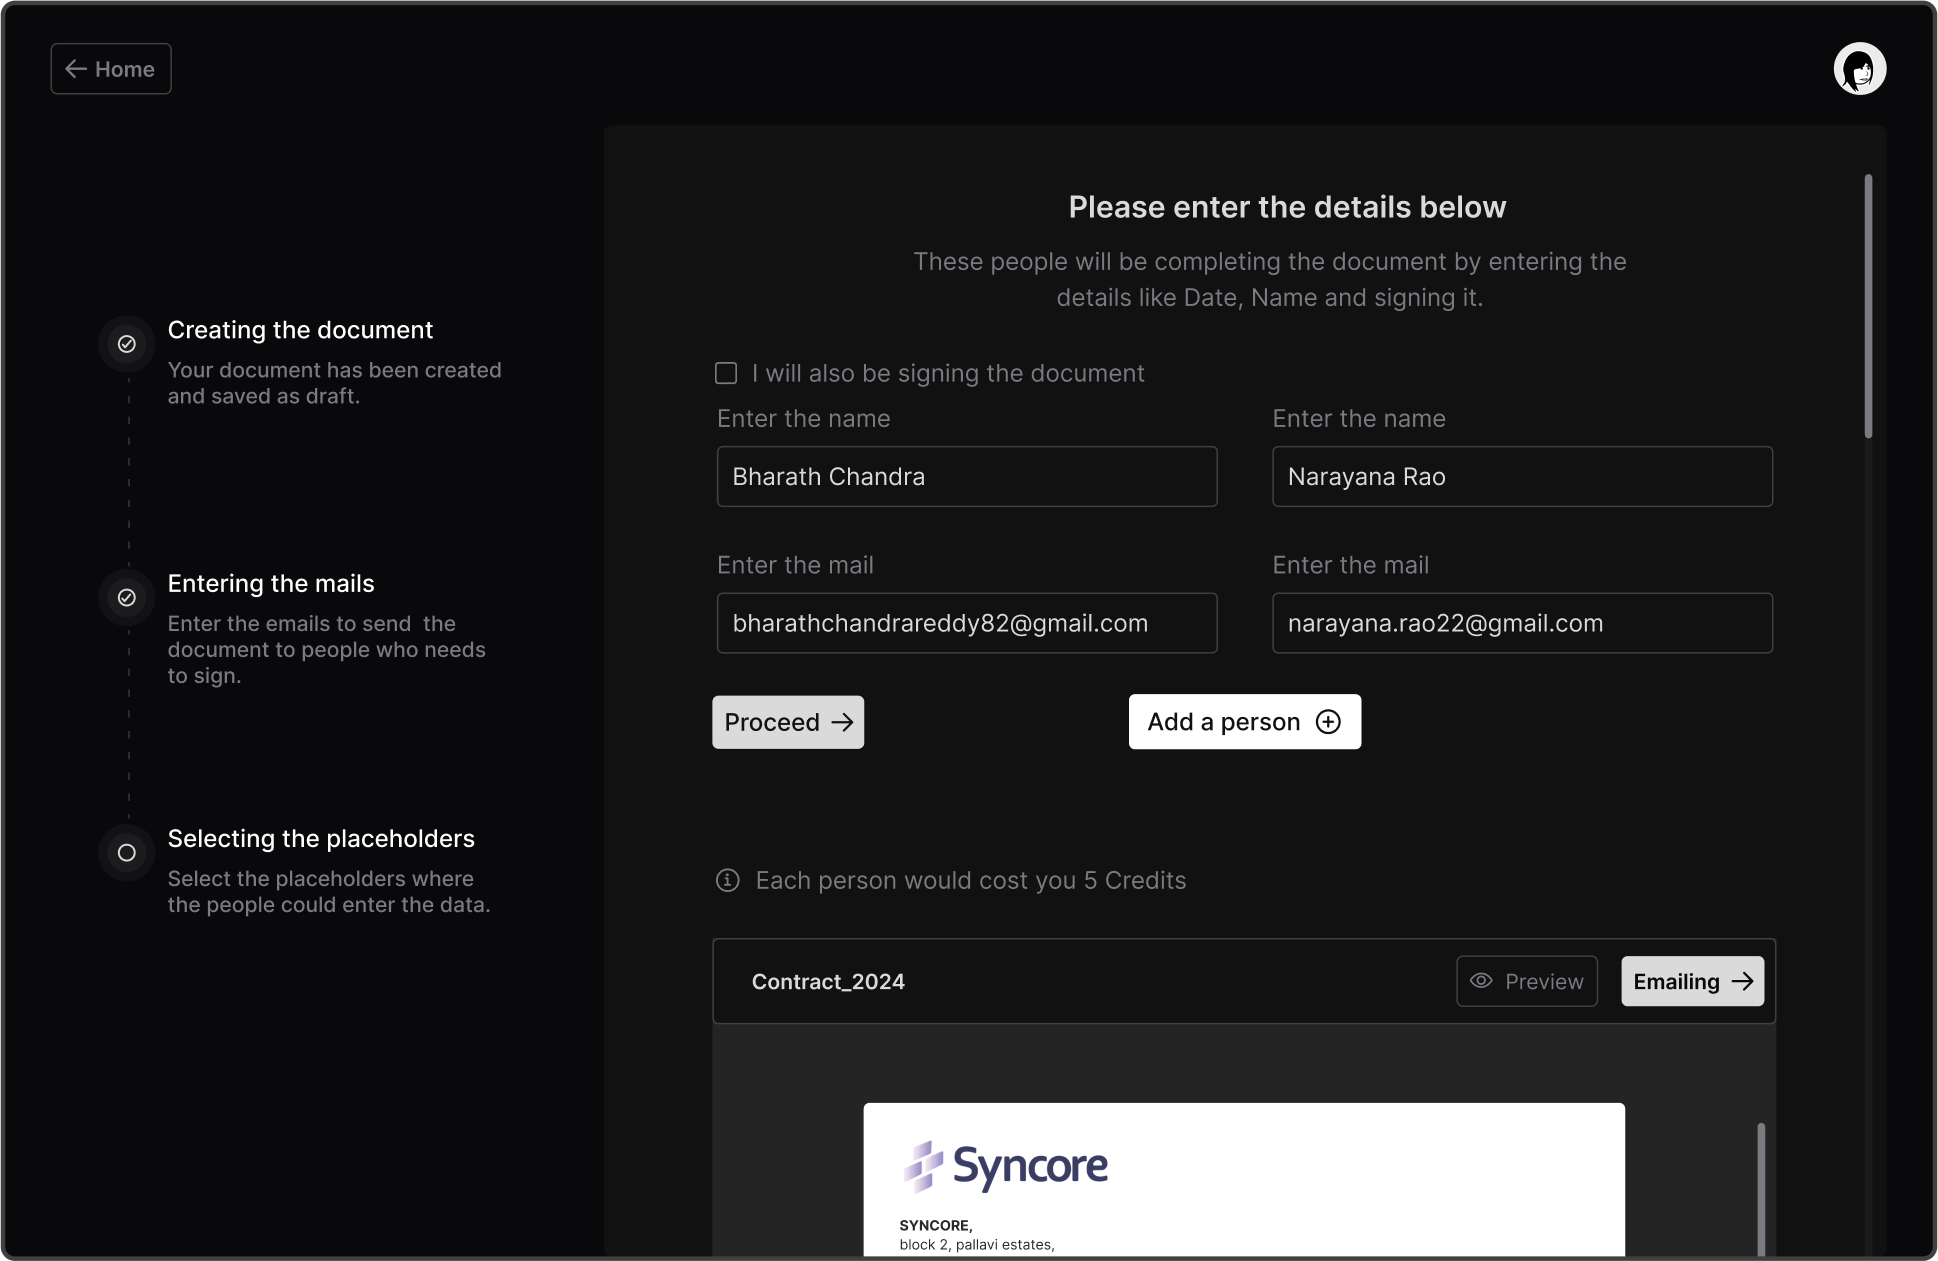 Home
Creating the document
Your document has been created
and saved as draft.
Entering the mails
Enter the emails to send  the
document to people who needs
to sign.
Selecting the placeholders
Select the placeholders where
the people could enter the data.
Please enter the details below
These people will be completing the document by entering the
details like Date, Name and signing it.
I will also be signing the document
Enter the name
Bharath Chandra
Enter the name
Narayana Rao
Enter the mail
bharathchandrareddy82@gmail.com
Enter the mail
narayana.rao22@gmail.com
Proceed
Add a person
Each person would cost you 5 Credits
Contract_2024
Preview
Emailing
Syncore
SYNCORE,
block 2, pallavi estates,